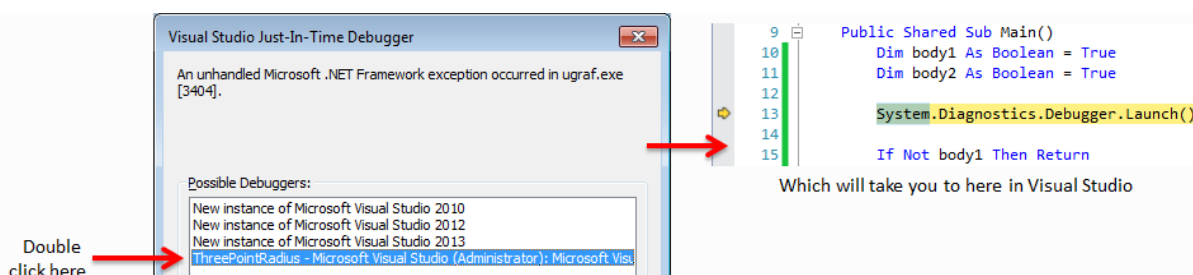 Visual Studio Just-In-Time Debugger
An unhandled Microsoft .NET Framework exception occurred in ugraf.exe
[3404].
Possible Debuggers:
New instance of Microsoft Visual Studio 2010
New instance of Microsoft Visual Studio 2012
New instance of Microsoft Visual Studio 2013
ThreePointRadius - Microsoft Visual Studio (Administrator): Microsoft Visu
Double
click here
9 Public Shared Sub Main()
10 Dim body1 As Boolean = True
11 Dim body2 As Boolean = True
12
13 System.Diagnostics.Debugger.Launch()
14
15 If Not body1 Then Return
Which will take you to here in Visual Studio